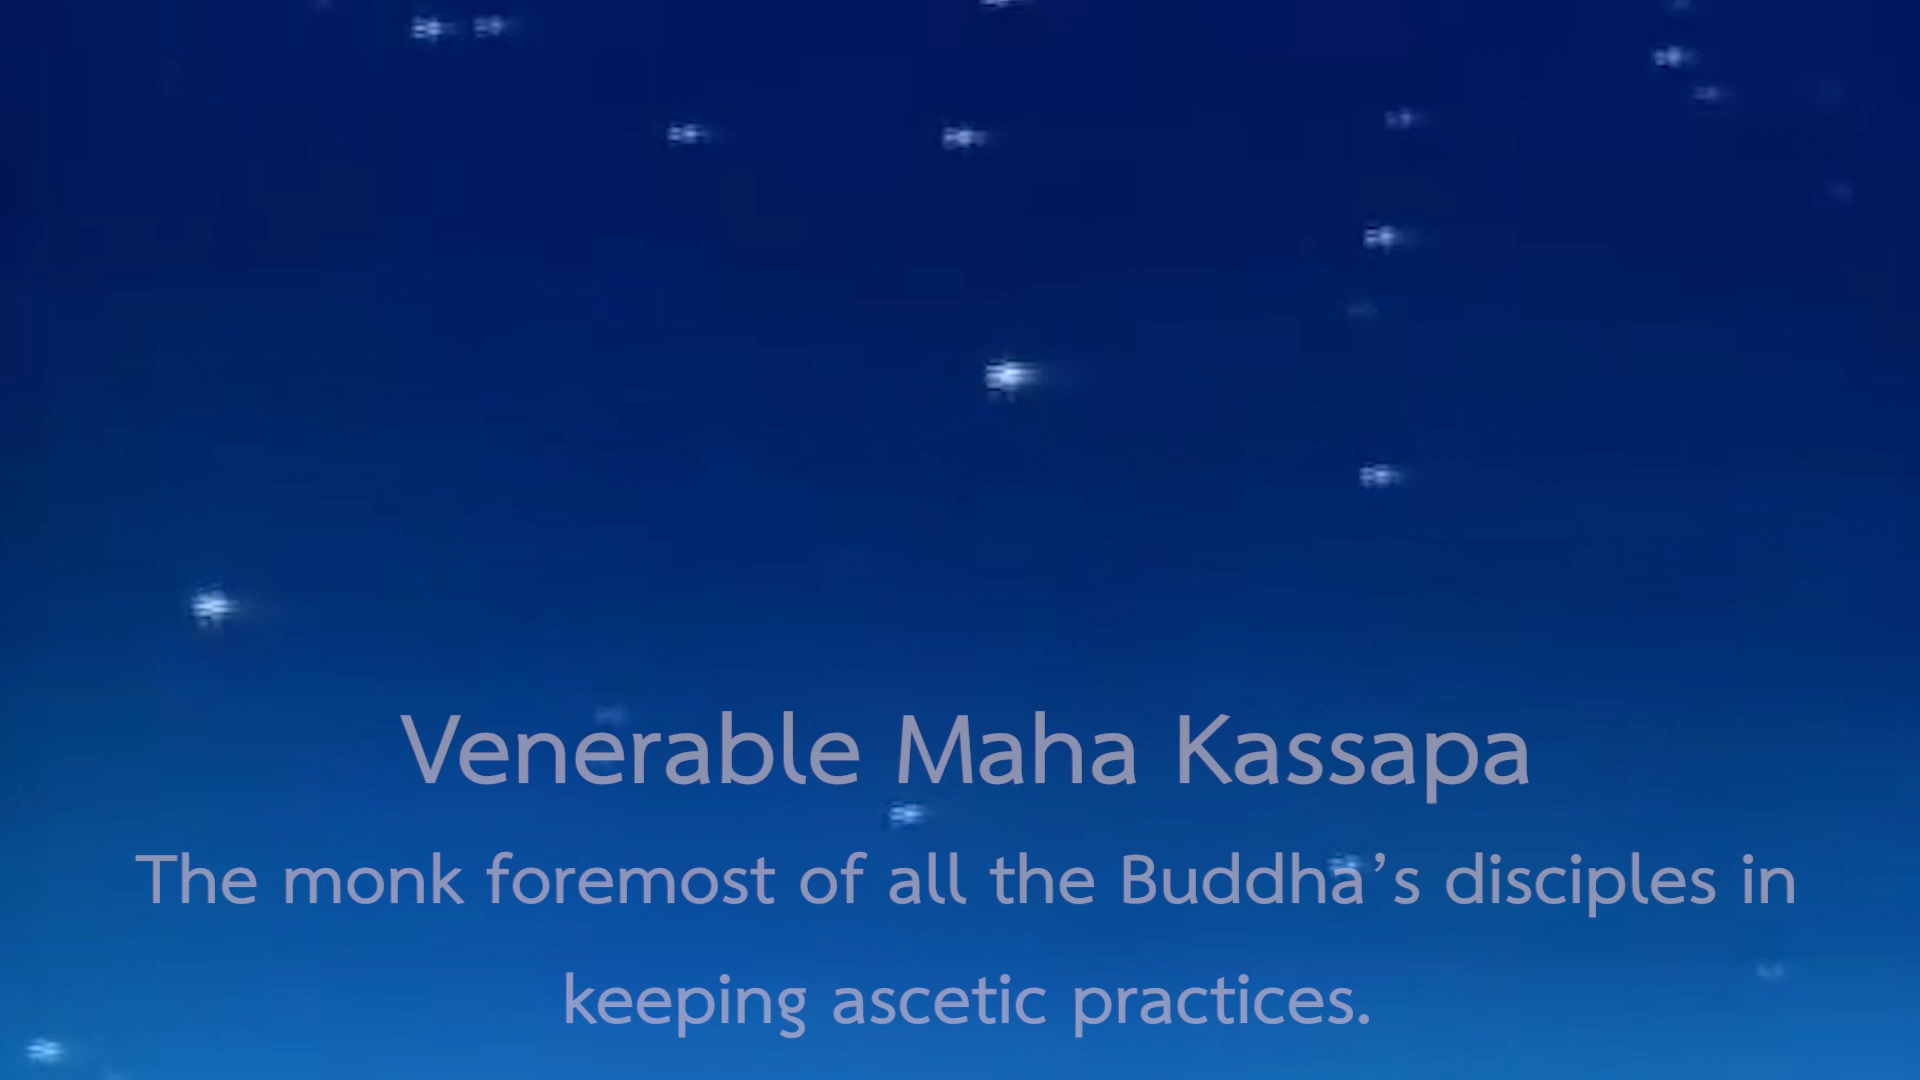 Venerable Maha Kassapa
The monk foremost of all the Buddha’s disciples in
keeping ascetic practices.